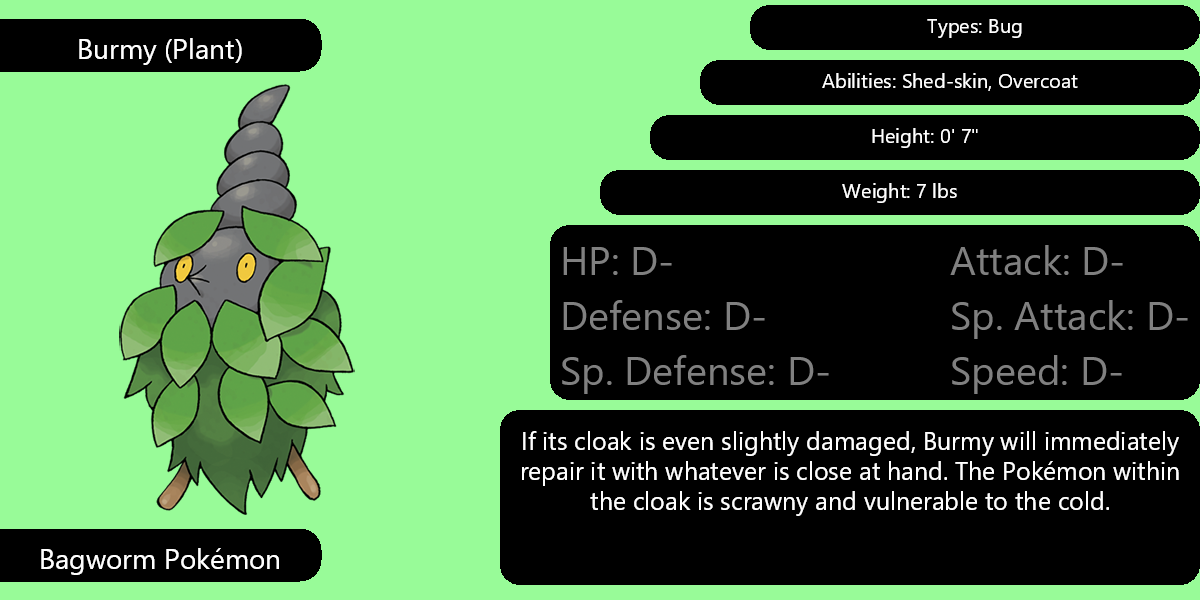 Burmy (Plant)
Types: Bug
Abilities: Shed-skin, Overcoat
Height: 0' 7"
Weight: 7 lbs
HP: D-
Attack: D-
Defense: D-
Sp. Attack: D-
Sp. Defense: D-
Speed: D-
If its cloak is even slightly damaged, Burmy will immediately
repair it with whatever is close at hand. The Pokémon within
the cloak is scrawny and vulnerable to the cold.
Bagworm Pokémon